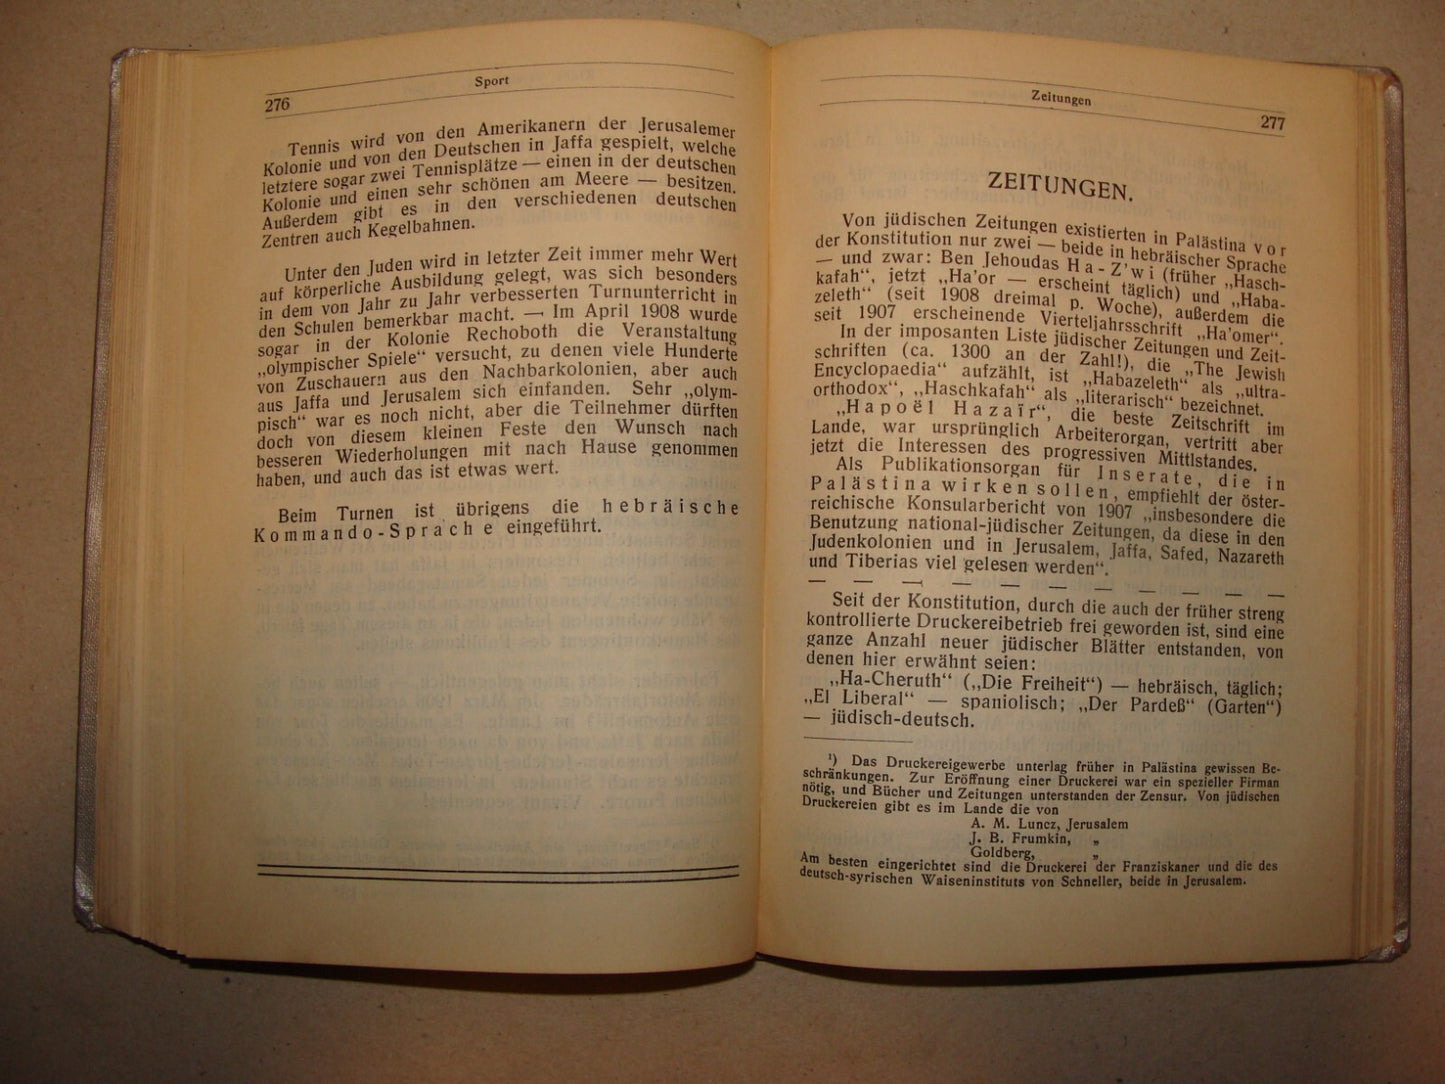 276
Sport
Tennis wird von den Amerikanern der Jerusalemer
Kolonie und von den Deutschen in Jaffa gespielt, welche
letztere sogar zwei Tennisplätze — einen in der deutschen
Kolonie und einen sehr schönen am Meere — besitzen.
Außerdem gibt es in den verschiedenen deutschen
Zentren auch Kegelbahnen.
Unter den Juden wird in letzter Zeit immer mehr Wert
auf körperliche Ausbildung gelegt, was sich besonders
in dem von Jahr zu Jahr verbesserten Turnunterricht in
den Schulen bemerkbar macht. — Im April 1908 wurde
sogar in der Kolonie Rechoboth die Veranstaltung
„olympischer Spiele“ versucht, zu denen viele Hunderte
von Zuschauern aus den Nachbarkolonien, aber auch
aus Jaffa und Jerusalem sich einfanden. Sehr „olym-
pisch“ war es noch nicht, aber die Teilnehmer dürften
doch von diesem kleinen Feste den Wunsch nach
besseren Wiederholungen mit nach Hause genommen
haben, und auch das ist etwas wert.
Beim Turnen ist übrigens die hebräische
Kommando-Sprache eingeführt.
Zeitungen
277
ZEITUNGEN.
Von jüdischen Zeitungen existierten in Palästina vor
der Konstitution nur zwei — beide in hebräischer Sprache
— und zwar: Ben Jehoudas Ha-Z’wi (früher „Hasch-
kafah“, jetzt „Ha’or — erscheint täglich) und „Haba-
zeleth“ (seit 1908 dreimal p. Woche), außerdem die
seit 1907 erscheinende Vierteljahrsschrift „Ha’omer“.
In der imposanten Liste jüdischer Zeitungen und Zeit-
schriften (ca. 1300 an der Zahl!), die „The Jewish
Encyclopaedia“ aufzählt, ist „Habazeleth“ als „ultra-
orthodox“, „Haschkafah“ als „literarisch“ bezeichnet.
„Hapoël Hazaïr“, die beste Zeitschrift im
Lande, war ursprünglich Arbeiterorgan, vertritt aber
jetzt die Interessen des progressiven Mittlstandes.
Als Publikationsorgan für Inserate, die in
Palästina wirken sollen, empfiehlt der öster-
reichische Konsularbericht von 1907 „insbesondere die
Benutzung national-jüdischer Zeitungen, da diese in den
Judenkolonien und in Jerusalem, Jaffa, Safed, Nazareth
und Tiberias viel gelesen werden“.
— — — — — — — — — —
Seit der Konstitution, durch die auch der früher streng
kontrollierte Druckereibetrieb frei geworden ist, sind eine
ganze Anzahl neuer jüdischer Blätter entstanden, von
denen hier erwähnt seien:
„Ha-Cheruth“ („Die Freiheit“) — hebräisch, täglich;
„El Liberal“ — spaniolisch; „Der Pardeß“ (Garten“)
— jüdisch-deutsch.
¹) Das Druckereigewerbe unterlag früher in Palästina gewissen Be-
schränkungen. Zur Eröffnung einer Druckerei war ein spezieller Firman
nötig, und Bücher und Zeitungen unterstanden der Zensur. Von jüdischen
Druckereien gibt es im Lande die von
A. M. Luncz, Jerusalem
J. B. Frumkin, „
Goldberg, „
Am besten eingerichtet sind die Druckerei der Franziskaner und die des
deutsch-syrischen Waiseninstituts von Schneller, beide in Jerusalem.